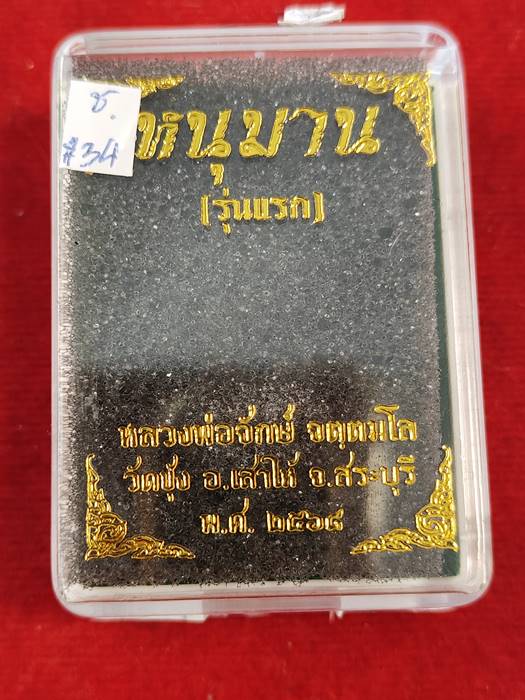 ช.
#34
หนุมาน
(รุ่นแรก)
หลวงพ่อจักษ์ จตฺตมโล
วัดชุ้ง อ.เสาไห้ จ.สระบุรี
พ.ศ. ๒๕๖๘